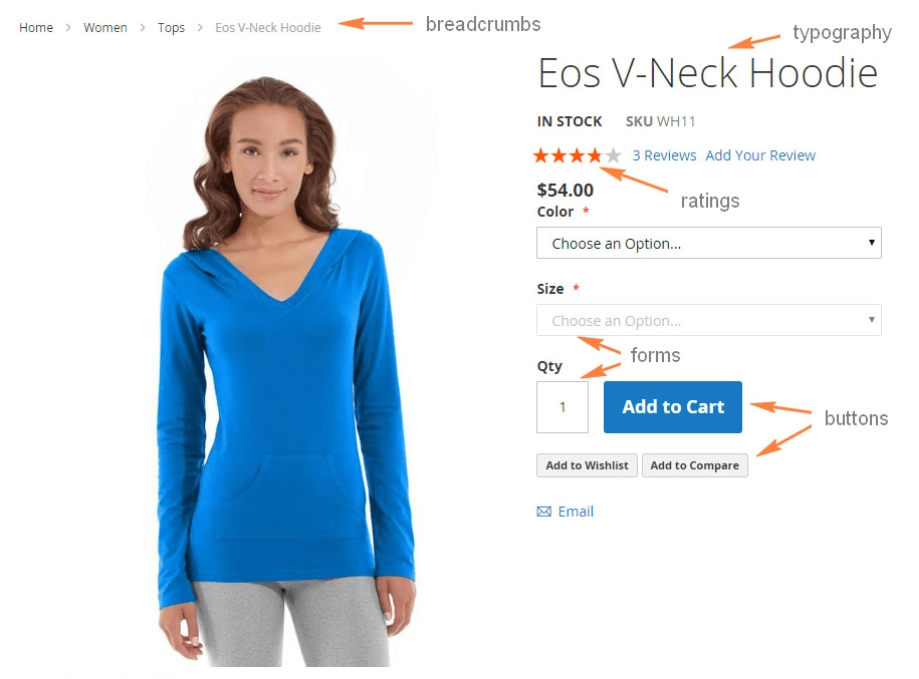 Home > Women > Tops > Eos V-Neck Hoodie
breadcrumbs
typography
Eos V-Neck Hoodie
IN STOCK SKU WH11
3 Reviews Add Your Review
ratings
$54.00
Color *
Choose an Option...
Size *
Choose an Option...
forms
Qty
1
Add to Cart
buttons
Add to Wishlist
Add to Compare
Email